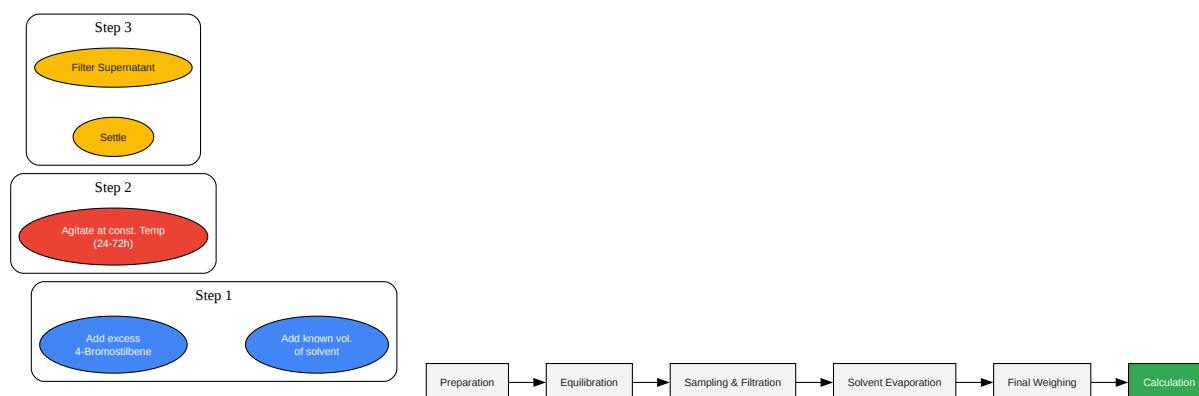 Step 3
Filter Supernatant
Settle
Step 2
Agitate at const. Temp
(24-72h)
Step 1
Add excess
4-Bromostilbene
Add known vol.
of solvent
Preparation
Equilibration
Sampling & Filtration
Solvent Evaporation
Final Weighing
Calculation